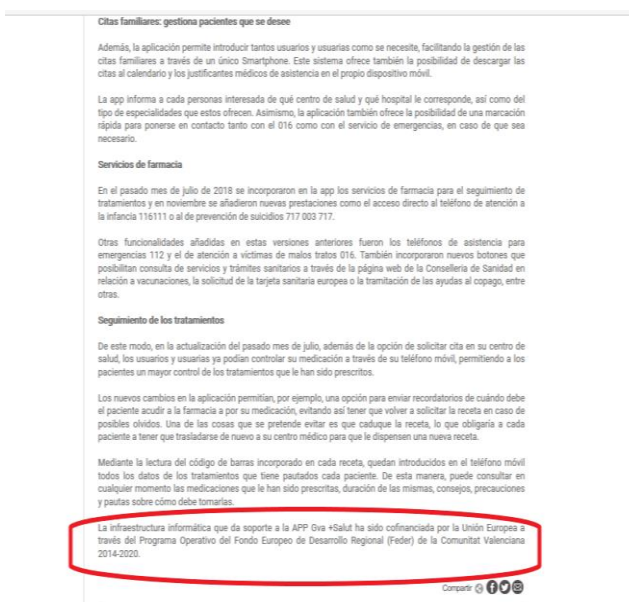 Citas familiares: gestiona pacientes que se desee
Además, la aplicación permite introducir tantos usuarios y usuarias como se necesite, facilitando la gestión de las
citas familiares a través de un único Smartphone. Este sistema ofrece también la posibilidad de descargar las
citas al calendario y los justificantes médicos de asistencia en el propio dispositivo móvil.
La app informa a cada personas interesada de qué centro de salud y qué hospital le corresponde, así como del
tipo de especialidades que estos ofrecen. Asimismo, la aplicación también ofrece la posibilidad de una marcación
rápida para ponerse en contacto tanto con el 016 como con el servicio de emergencias, en caso de que sea
necesario.
Servicios de farmacia
En el pasado mes de julio de 2018 se incorporaron en la app los servicios de farmacia para el seguimiento de
tratamientos y en noviembre se añadieron nuevas prestaciones como el acceso directo al teléfono de atención a
la infancia 116111 o al de prevención de suicidios 717 003 717.
Otras funcionalidades añadidas en estas versiones anteriores fueron los teléfonos de asistencia para
emergencias 112 y el de atención a víctimas de malos tratos 016. También incorporaron nuevos botones que
posibilitan consulta de servicios y trámites sanitarios a través de la página web de la Conselleria de Sanidad en
relación a vacunaciones, la solicitud de la tarjeta sanitaria europea o la tramitación de las ayudas al copago, entre
otras.
Seguimiento de los tratamientos
De este modo, en la actualización del pasado mes de julio, además de la opción de solicitar cita en su centro de
salud, los usuarios y usuarias ya podían controlar su medicación a través de su teléfono móvil, permitiendo a los
pacientes un mayor control de los tratamientos que le han sido prescritos.
Los nuevos cambios en la aplicación permitían, por ejemplo, una opción para enviar recordatorios de cuándo debe
el paciente acudir a la farmacia a por su medicación, evitando así tener que volver a solicitar la receta en caso de
posibles olvidos. Una de las cosas que se pretende evitar es que caduque la receta, lo que obligaría a cada
paciente a tener que trasladarse de nuevo a su centro médico para que le dispensen una nueva receta.
Mediante la lectura del código de barras incorporado en cada receta, quedan introducidos en el teléfono móvil
todos los datos de los tratamientos que tiene pautados cada paciente. De esta manera, puede consultar en
cualquier momento las medicaciones que le han sido prescritas, duración de las mismas, consejos, precauciones
y pautas sobre cómo debe tomarlas.
La infraestructura informática que da soporte a la APP Gva +Salut ha sido cofinanciada por la Unión Europea a
través del Programa Operativo del Fondo Europeo de Desarrollo Regional (Feder) de la Comunitat Valenciana
2014-2020.
Compartir